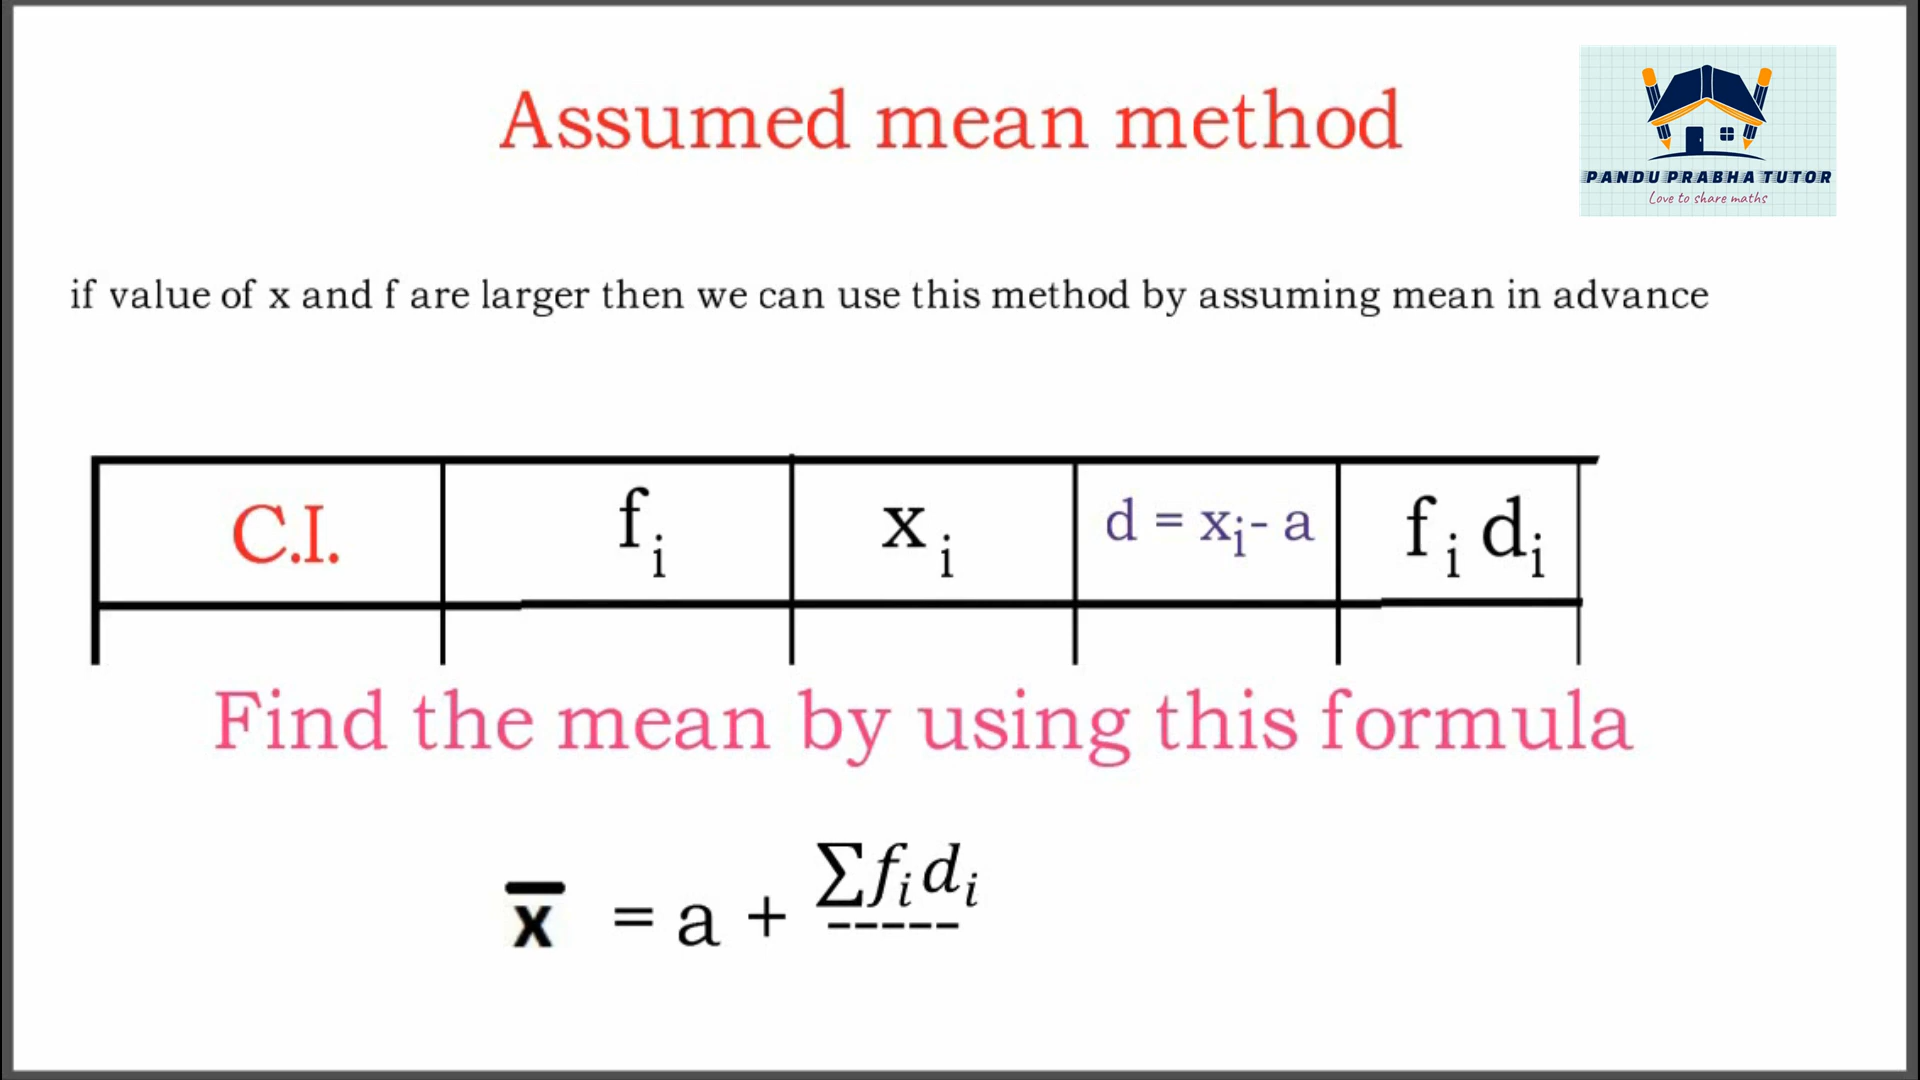 Assumed mean method
PANDU PRABHA TUTOR
Love to share maths
if value of x and f are larger then we can use this method by assuming mean in advance
C.I. fᵢ xᵢ d = xᵢ- a fᵢ dᵢ
Find the mean by using this formula
x̄ = a + ∑fᵢdᵢ
-----